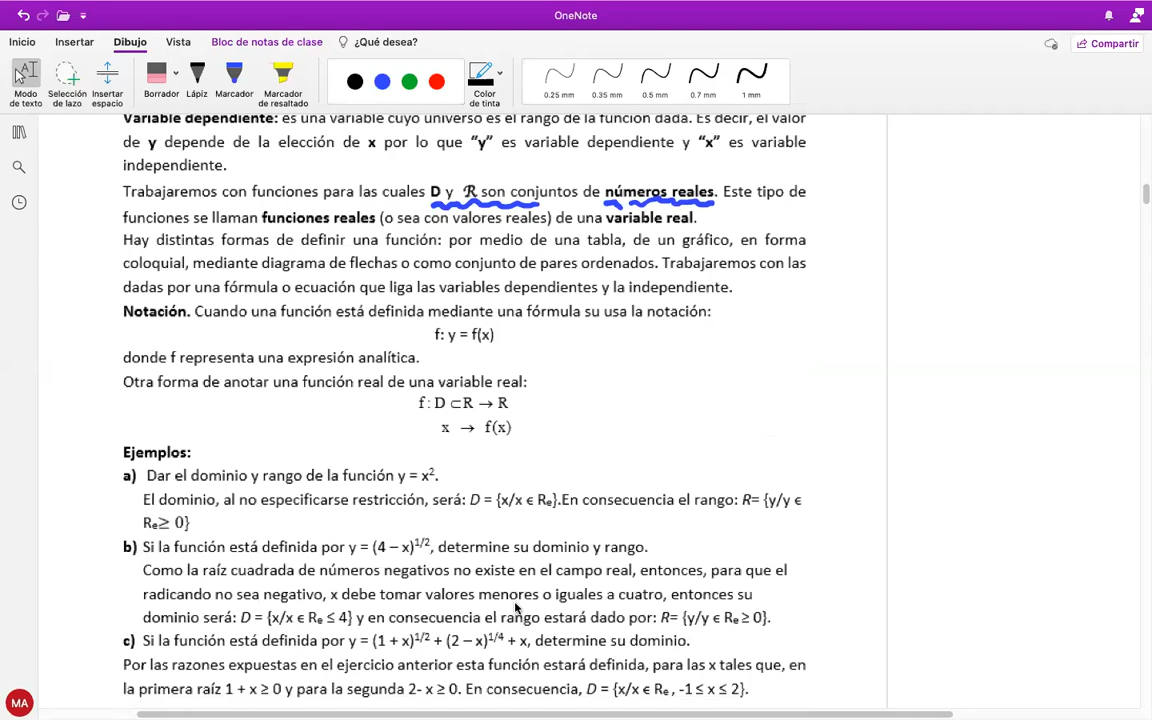 OneNote
Inicio Insertar Dibujo Vista Bloc de notas de clase ¿Qué desea? Compartir
Modo de texto Selección de lazo Insertar espacio Borrador Lápiz Marcador Marcador de resaltado Color de tinta 0.25 mm 0.35 mm 0.5 mm 0.7 mm 1 mm
Variable dependiente: es una variable cuyo universo es el rango de la función dada. Es decir, el valor
de y depende de la elección de x por lo que “y” es variable dependiente y “x” es variable
independiente.
Trabajaremos con funciones para las cuales D y ℛ son conjuntos de números reales. Este tipo de
funciones se llaman funciones reales (o sea con valores reales) de una variable real.
Hay distintas formas de definir una función: por medio de una tabla, de un gráfico, en forma
coloquial, mediante diagrama de flechas o como conjunto de pares ordenados. Trabajaremos con las
dadas por una fórmula o ecuación que liga las variables dependientes y la independiente.
Notación. Cuando una función está definida mediante una fórmula su usa la notación:
f: y = f(x)
donde f representa una expresión analítica.
Otra forma de anotar una función real de una variable real:
f : D ⊂R → R
x → f(x)
Ejemplos:
a) Dar el dominio y rango de la función y = x².
El dominio, al no especificarse restricción, será: D = {x/x ϵ Rₑ}.En consecuencia el rango: R= {y/y ϵ
Rₑ≥ 0}
b) Si la función está definida por y = (4 – x)^1/2, determine su dominio y rango.
Como la raíz cuadrada de números negativos no existe en el campo real, entonces, para que el
radicando no sea negativo, x debe tomar valores menores o iguales a cuatro, entonces su
dominio será: D = {x/x ϵ Rₑ ≤ 4} y en consecuencia el rango estará dado por: R= {y/y ϵ Rₑ ≥ 0}.
c) Si la función está definida por y = (1 + x)^1/2 + (2 – x)^1/4 + x, determine su dominio.
Por las razones expuestas en el ejercicio anterior esta función estará definida, para las x tales que, en
la primera raíz 1 + x ≥ 0 y para la segunda 2- x ≥ 0. En consecuencia, D = {x/x ϵ Rₑ , -1 ≤ x ≤ 2}.
MA